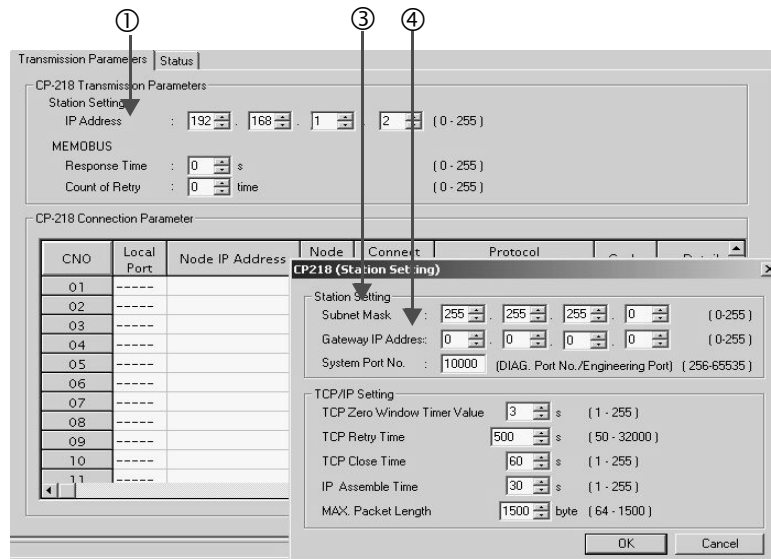 ① ③ ④
Transmission Parameters Status
CP-218 Transmission Parameters
Station Setting
IP Address : 192 . 168 . 1 . 2 ( 0 - 255 )
MEMOBUS
Response Time : 0 s ( 0 - 255 )
Count of Retry : 0 time ( 0 - 255 )
CP-218 Connection Parameter
CNO Local Port Node IP Address Node Connect Protocol
CP218 (Station Setting)
01 -----
02 -----
03 -----
04 -----
05 -----
06 -----
07 -----
08 -----
09 -----
10 -----
11 -----
Station Setting
Subnet Mask : 255 . 255 . 255 . 0 ( 0-255 )
Gateway IP Address: 0 . 0 . 0 . 0 ( 0-255 )
System Port No. : 10000 (DIAG. Port No./Engineering Port) ( 256-65535 )
TCP/IP Setting
TCP Zero Window Timer Value 3 s ( 1 - 255 )
TCP Retry Time 500 s ( 50 - 32000 )
TCP Close Time 60 s ( 1 - 255 )
IP Assemble Time 30 s ( 1 - 255 )
MAX. Packet Length 1500 byte ( 64 - 1500 )
OK Cancel